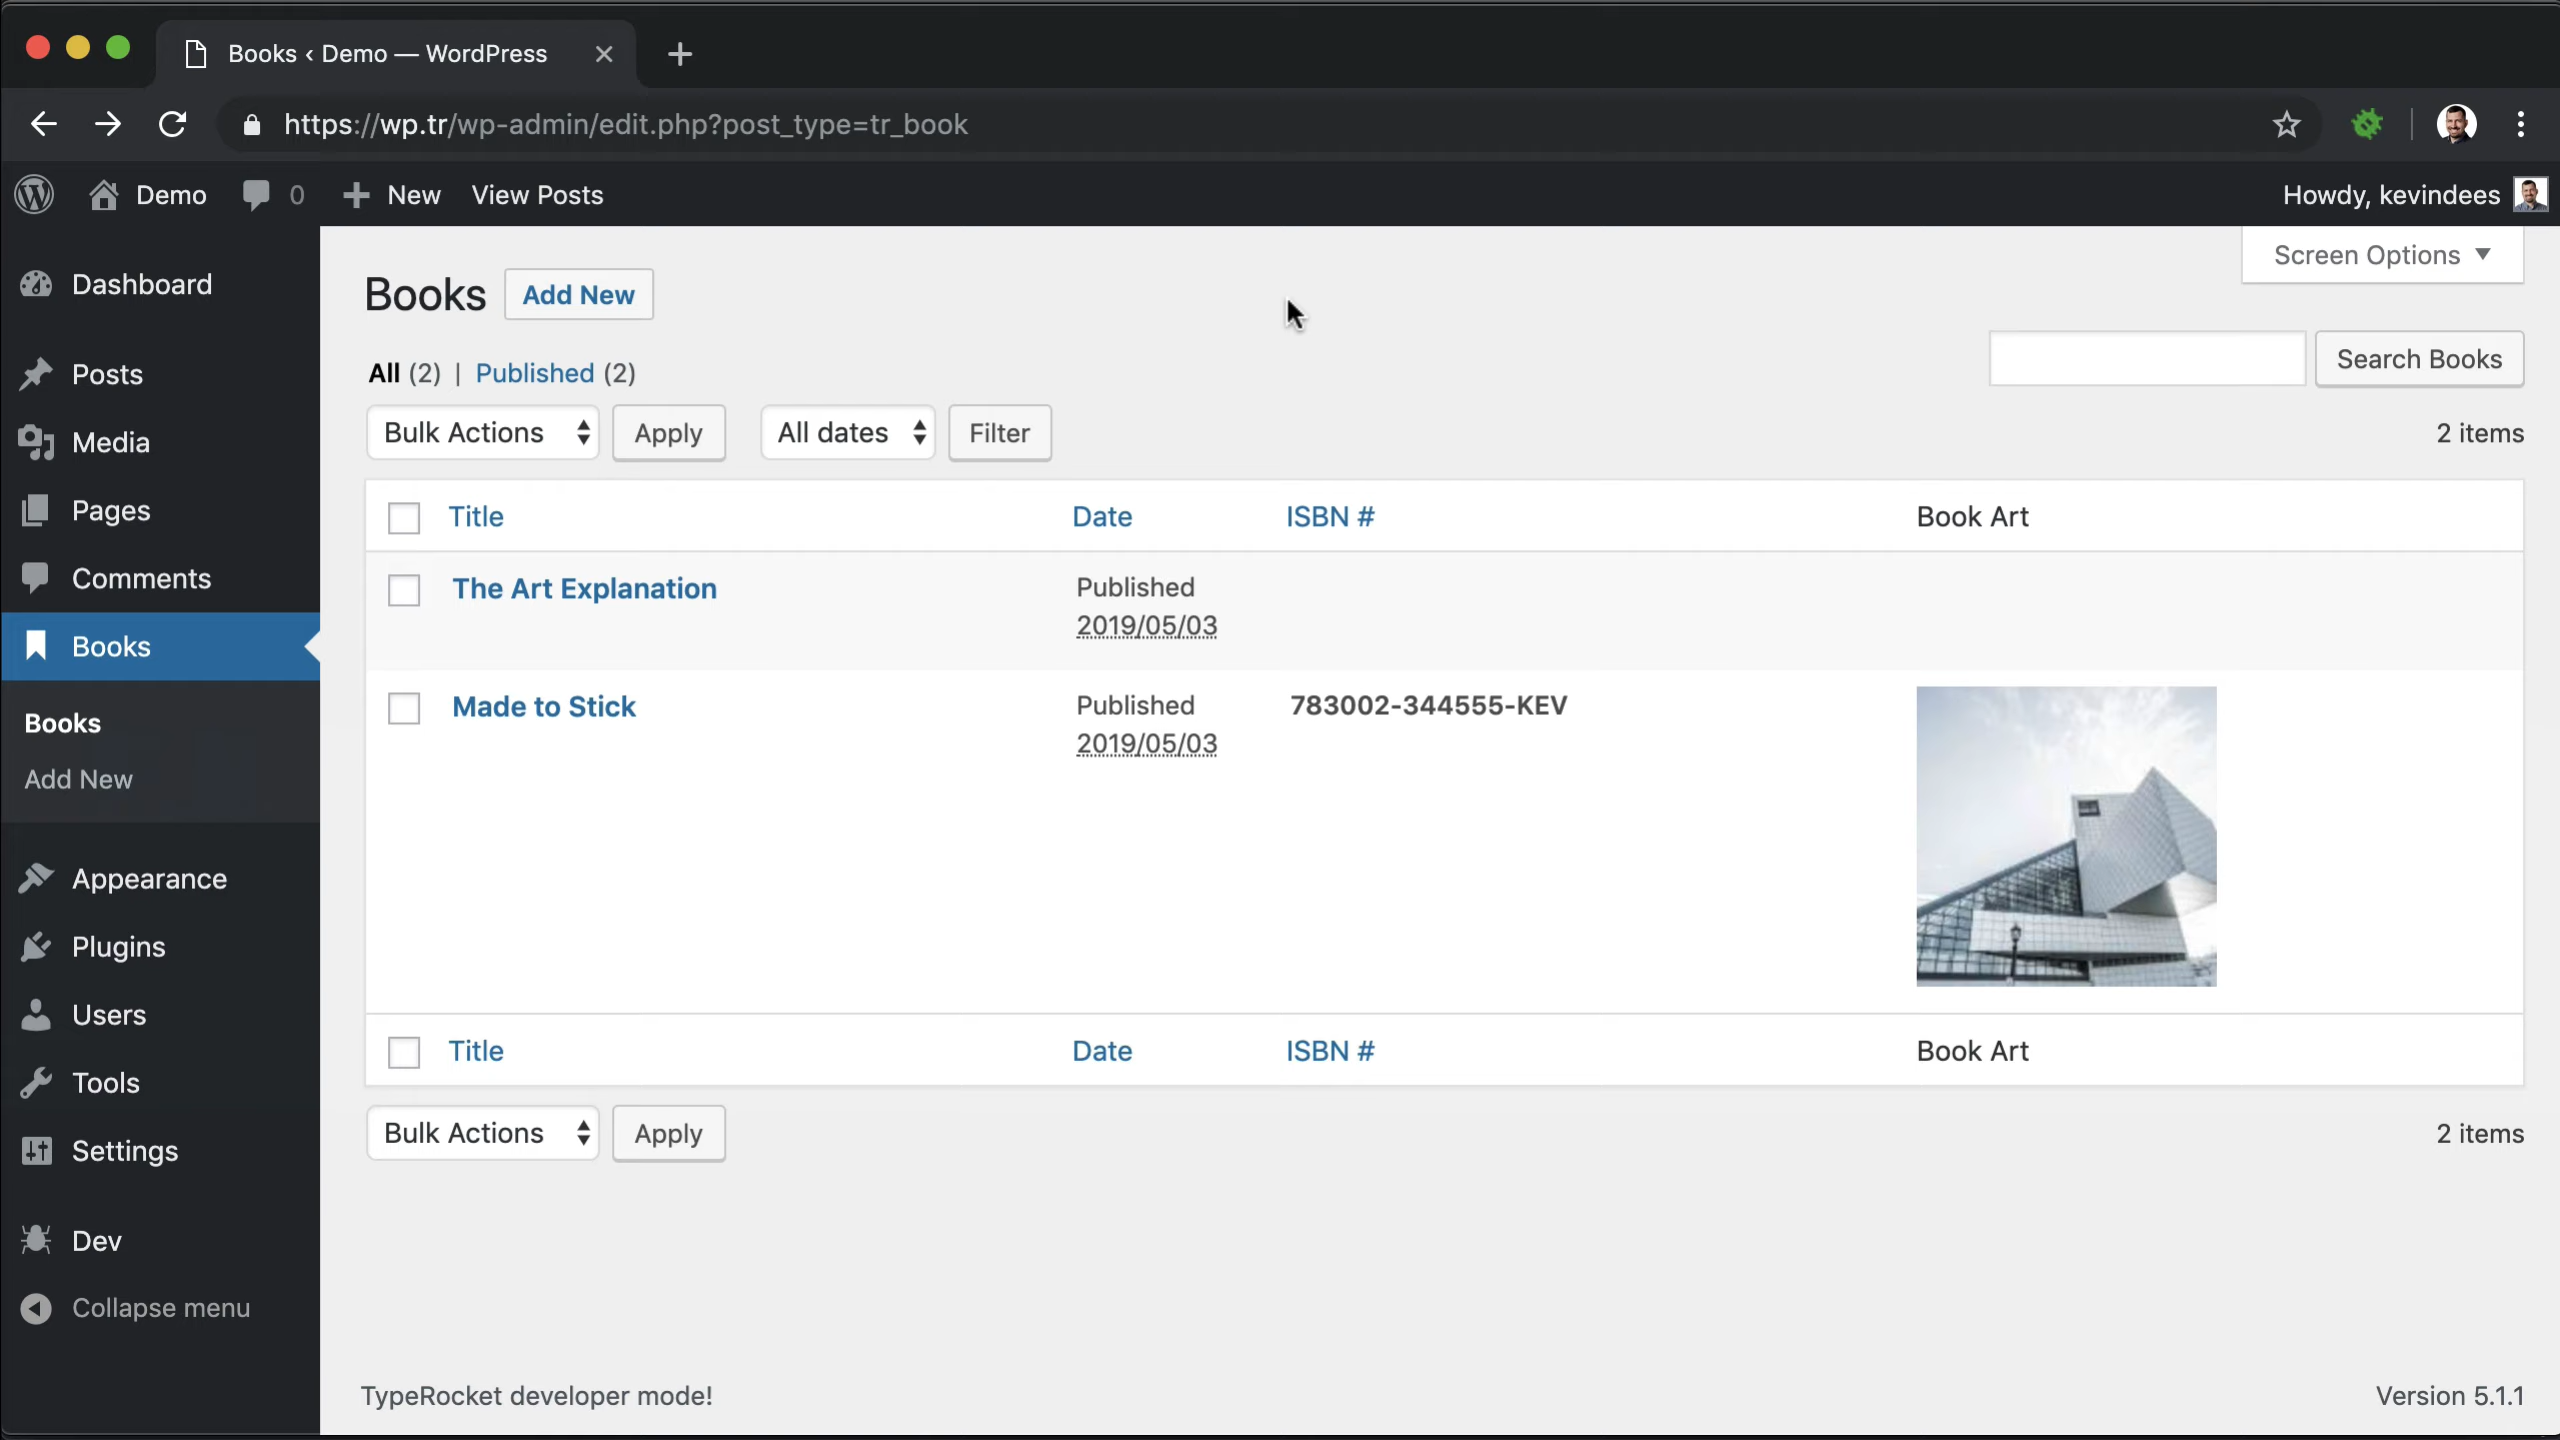 Books ‹ Demo — WordPress
https://wp.tr/wp-admin/edit.php?post_type=tr_book
Demo 0 New View Posts
Howdy, kevindees
Dashboard
Posts
Media
Pages
Comments
Books
Books
Add New
Appearance
Plugins
Users
Tools
Settings
Dev
Collapse menu
Screen Options
Books Add New
Search Books
All (2) | Published (2)
Bulk Actions Apply All dates Filter
2 items
Title Date ISBN # Book Art
The Art Explanation Published
2019/05/03
Made to Stick Published 783002-344555-KEV
2019/05/03
Title Date ISBN # Book Art
Bulk Actions Apply
2 items
TypeRocket developer mode!
Version 5.1.1